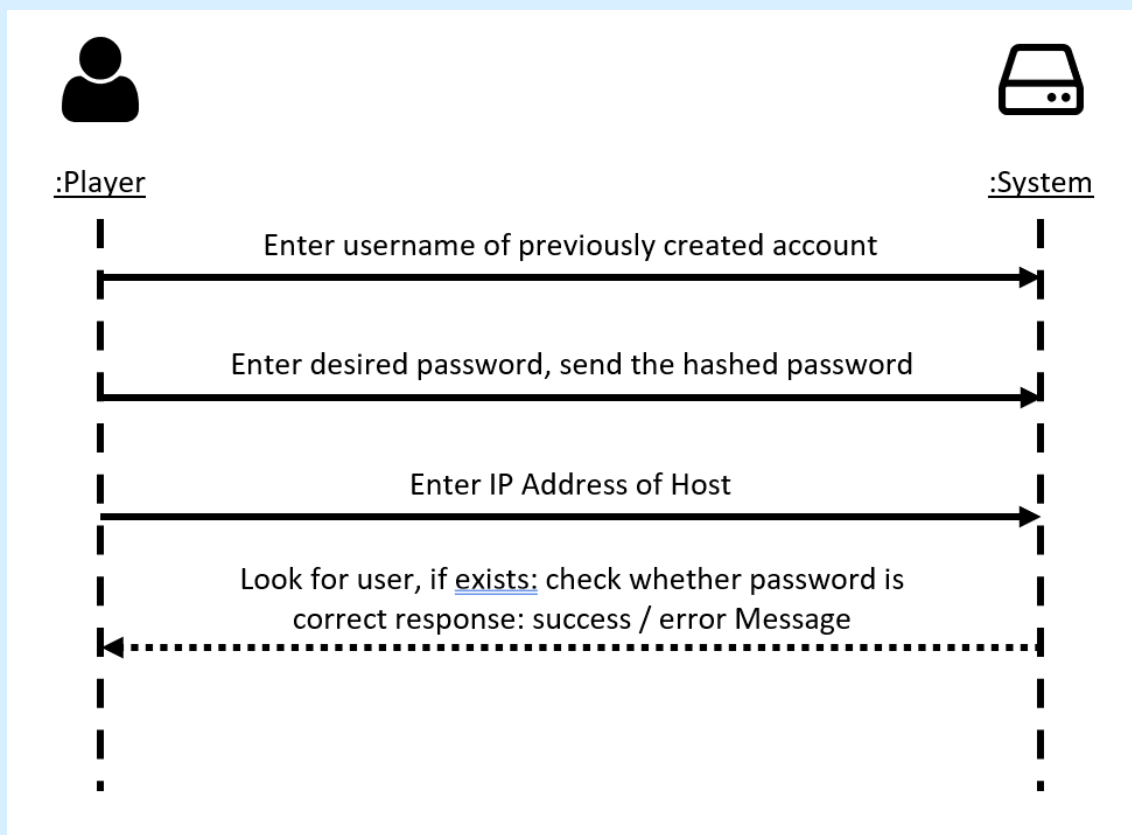 :Player
:System
Enter username of previously created account
Enter desired password, send the hashed password
Enter IP Address of Host
Look for user, if exists: check whether password is
correct response: success / error Message